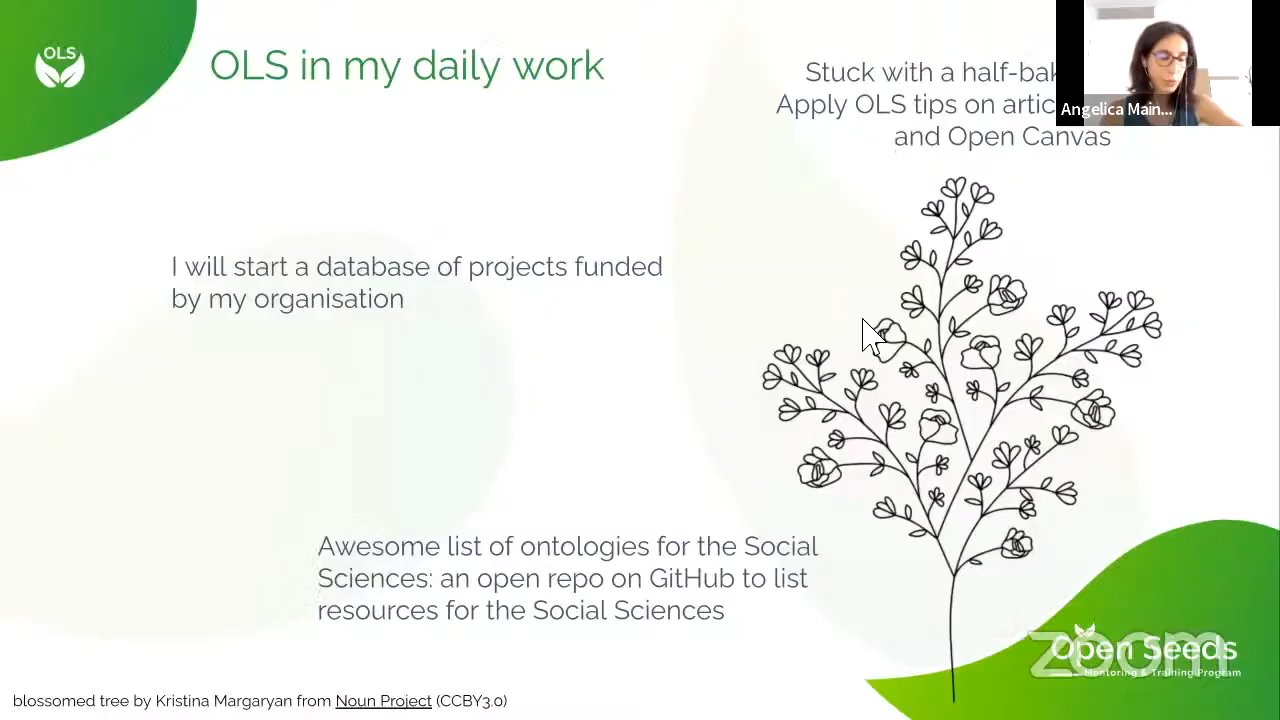 OLS
OLS in my daily work
Stuck with a
Apply OLS tips on
and Open Canvas
Angelica Main...
I will start a database of projects funded
by my organisation
Awesome list of ontologies for the Social
Sciences: an open repo on GitHub to list
resources for the Social Sciences
zoom
Open Seeds
Mentoring & Training Program
blossomed tree by Kristina Margaryan from Noun Project (CCBY3.0)